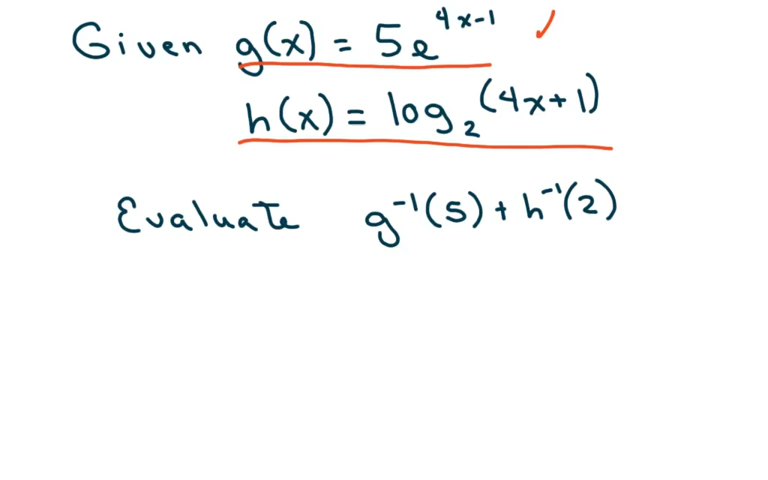 Given g(x) = 5e^{4x-1} ✓
h(x) = log₂(4x+1)
Evaluate g⁻¹(5) + h⁻¹(2)